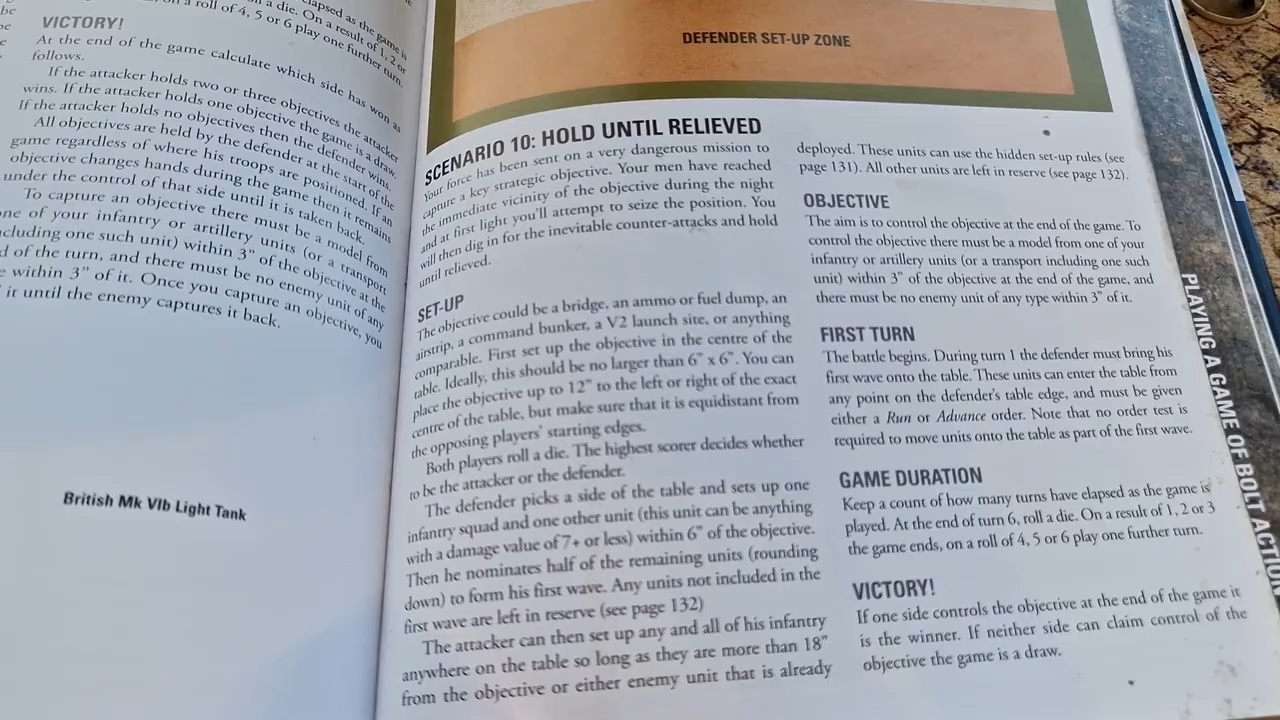 elapsed as the game is
a die. On a result of 1, 2 or
a roll of 4, 5 or 6 play one further turn.
VICTORY!
At the end of the game calculate which side has won as
follows.
If the attacker holds two or three objectives the attacker
wins. If the attacker holds one objective the game is a draw.
If the attacker holds no objectives then the defender wins.
All objectives are held by the defender at the start of the
game regardless of where his troops are positioned. If an
objective changes hands during the game then it remains
under the control of that side until it is taken back.
To capture an objective there must be a model from
one of your infantry or artillery units (or a transport
including one such unit) within 3" of the objective at the
of the turn, and there must be no enemy unit of any
within 3" of it. Once you capture an objective, you
it until the enemy captures it back.
British Mk VIb Light Tank
DEFENDER SET-UP ZONE
SCENARIO 10: HOLD UNTIL RELIEVED
Your force has been sent on a very dangerous mission to
capture a key strategic objective. Your men have reached
the immediate vicinity of the objective during the night
and at first light you'll attempt to seize the position. You
will then dig in for the inevitable counter-attacks and hold
until relieved.
SET-UP
The objective could be a bridge, an ammo or fuel dump, an
airstrip, a command bunker, a V2 launch site, or anything
comparable. First set up the objective in the centre of the
table. Ideally, this should be no larger than 6" x 6". You can
place the objective up to 12" to the left or right of the exact
centre of the table, but make sure that it is equidistant from
the opposing players' starting edges.
Both players roll a die. The highest scorer decides whether
to be the attacker or the defender.
The defender picks a side of the table and sets up one
infantry squad and one other unit (this unit can be anything
with a damage value of 7+ or less) within 6" of the objective.
Then he nominates half of the remaining units (rounding
down) to form his first wave. Any units not included in the
first wave are left in reserve (see page 132)
The attacker can then set up any and all of his infantry
anywhere on the table so long as they are more than 18"
from the objective or either enemy unit that is already
deployed. These units can use the hidden set-up rules (see
page 131). All other units are left in reserve (see page 132).
OBJECTIVE
The aim is to control the objective at the end of the game. To
control the objective there must be a model from one of your
infantry or artillery units (or a transport including one such
unit) within 3" of the objective at the end of the game, and
there must be no enemy unit of any type within 3" of it.
FIRST TURN
The battle begins. During turn 1 the defender must bring his
first wave onto the table. These units can enter the table from
any point on the defender's table edge, and must be given
either a Run or Advance order. Note that no order test is
required to move units onto the table as part of the first wave.
GAME DURATION
Keep a count of how many turns have elapsed as the game is
played. At the end of turn 6, roll a die. On a result of 1, 2 or 3
the game ends, on a roll of 4, 5 or 6 play one further turn.
VICTORY!
If one side controls the objective at the end of the game it
is the winner. If neither side can claim control of the
objective the game is a draw.
PLAYING A GAME OF BOLT ACTION